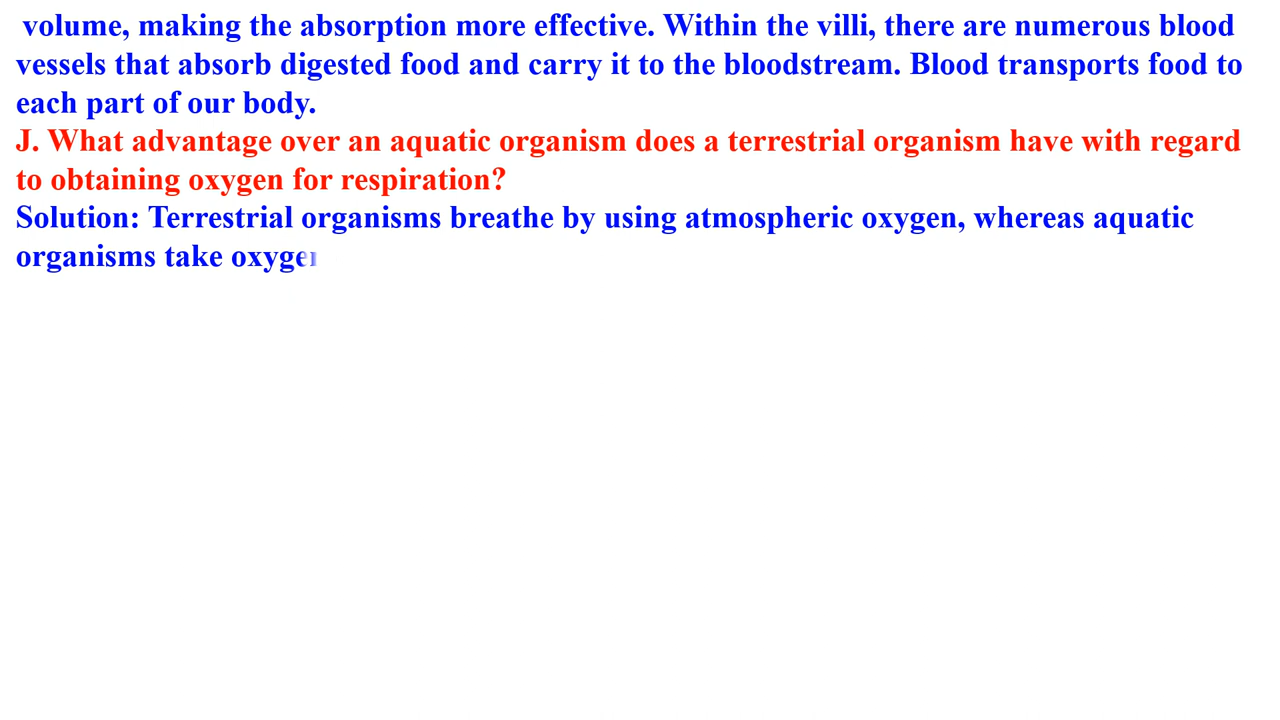 volume, making the absorption more effective. Within the villi, there are numerous blood
vessels that absorb digested food and carry it to the bloodstream. Blood transports food to
each part of our body.
J. What advantage over an aquatic organism does a terrestrial organism have with regard
to obtaining oxygen for respiration?
Solution: Terrestrial organisms breathe by using atmospheric oxygen, whereas aquatic
organisms take oxygen